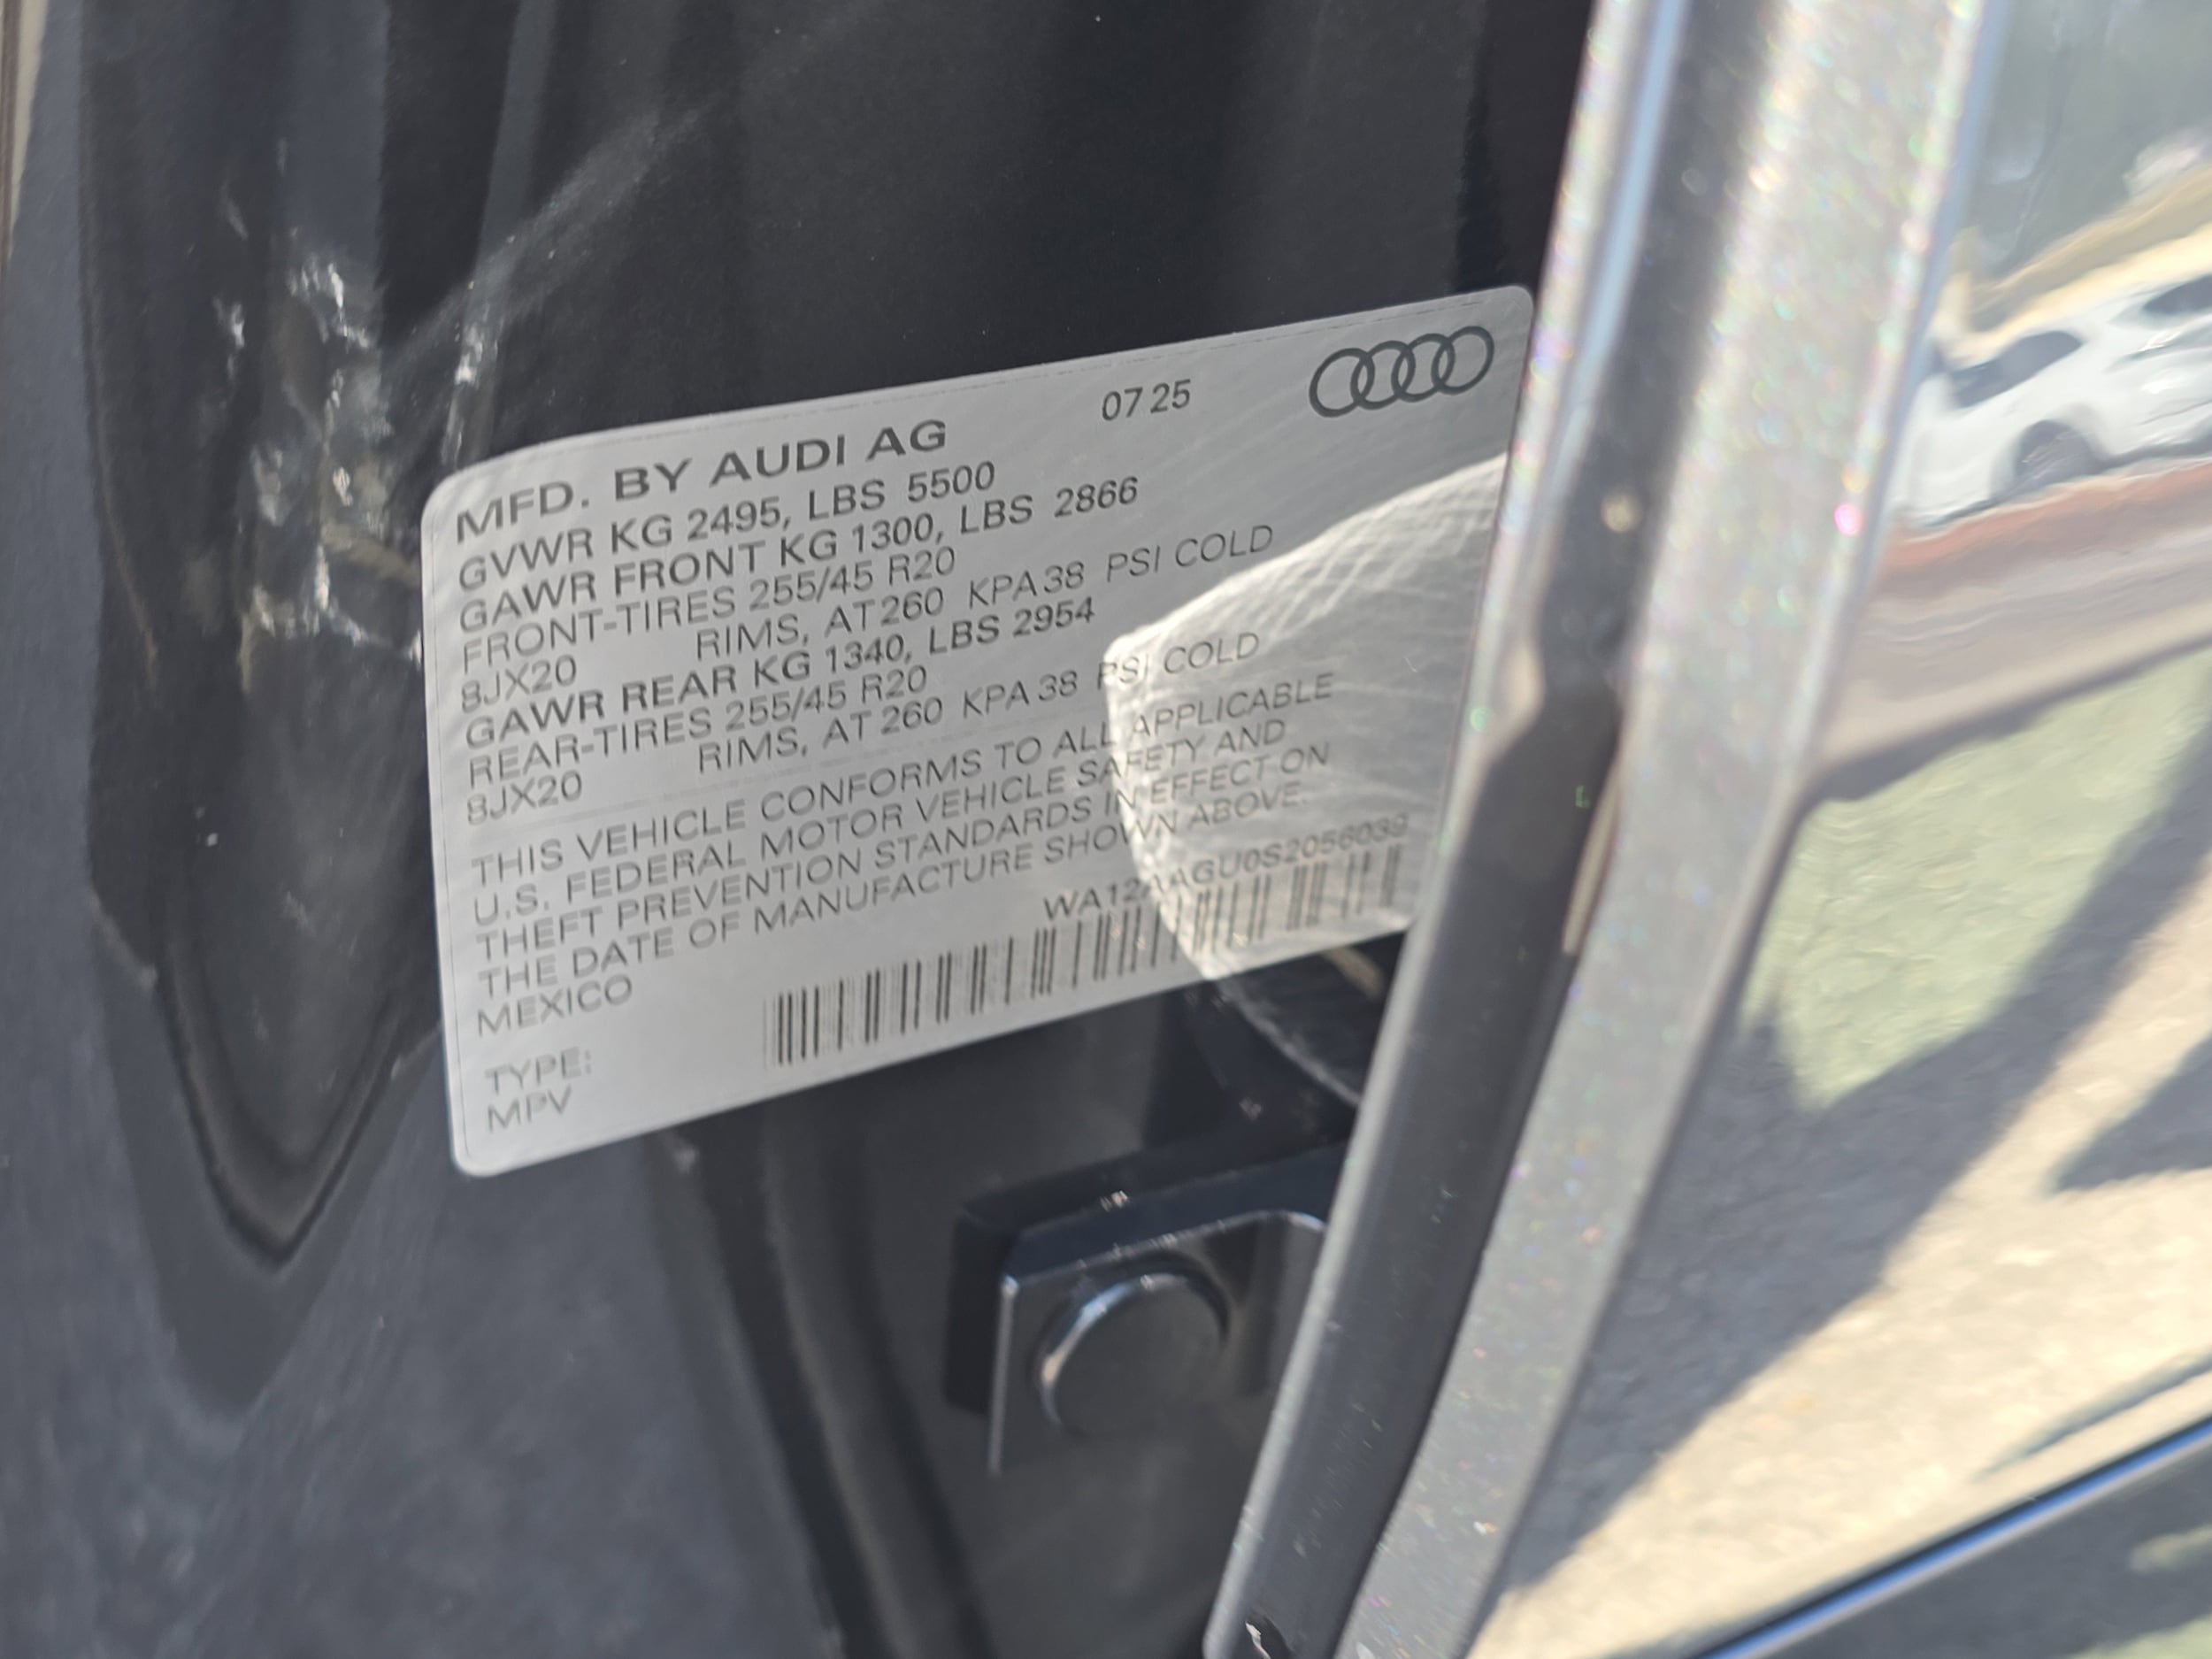 MFD. BY AUDI AG 07 25
GVWR KG 2495, LBS 5500
GAWR FRONT KG 1300, LBS 2866
FRONT-TIRES 255/45 R20
8JX20 RIMS, AT 260 KPA 38 PSI COLD
GAWR REAR KG 1340, LBS 2954
REAR-TIRES 255/45 R20
8JX20 RIMS, AT 260 KPA 38 PSI COLD
THIS VEHICLE CONFORMS TO ALL APPLICABLE
U.S. FEDERAL MOTOR VEHICLE SAFETY AND
THEFT PREVENTION STANDARDS IN EFFECT ON
THE DATE OF MANUFACTURE SHOWN ABOVE.
MEXICO WA12AAGU0S2056039
TYPE:
MPV